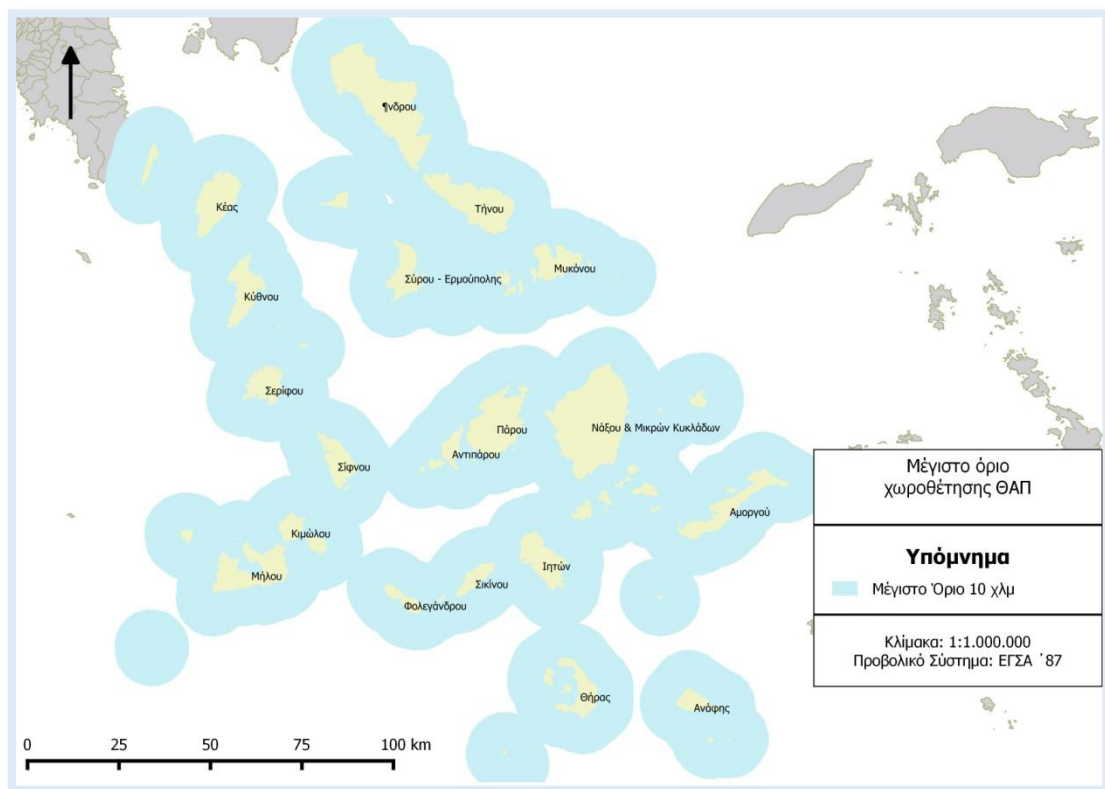 ¶νδρου
Κέας
Τήνου
Σύρου - Ερμούπολης
Μυκόνου
Κύθνου
Σερίφου
Πάρου
Νάξου & Μικρών Κυκλάδων
Αντιπάρου
Σίφνου
Αμοργού
Κιμώλου
Μήλου
Ιητών
Σικίνου
Φολεγάνδρου
Θήρας
Ανάφης
Μέγιστο όριο
χωροθέτησης ΘΑΠ
Υπόμνημα
Μέγιστο Όριο 10 χλμ
Κλίμακα: 1:1.000.000
Προβολικό Σύστημα: ΕΓΣΑ '87
0 25 50 75 100 km